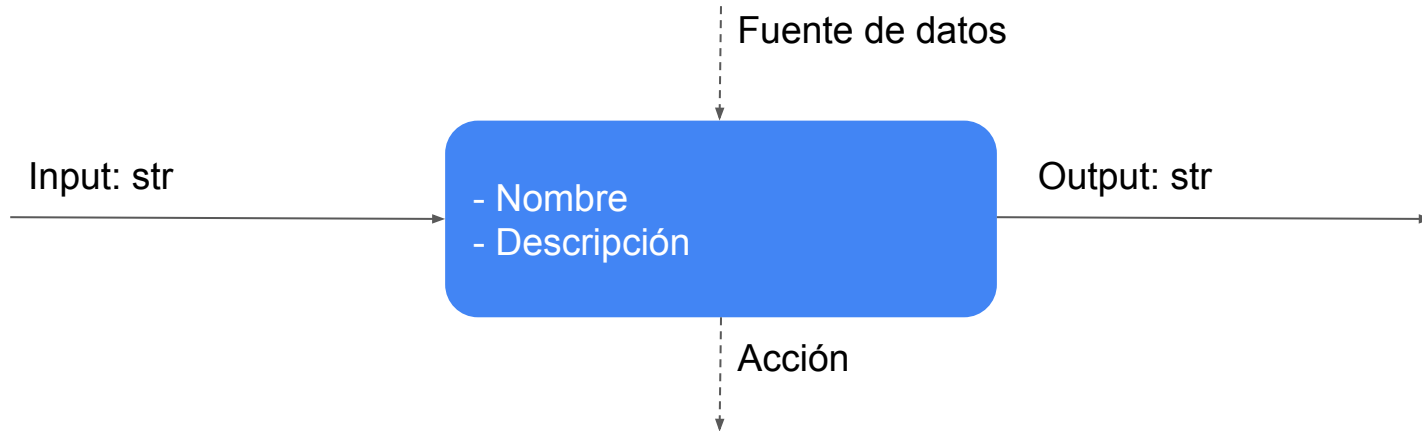 Fuente de datos
Input: str
Output: str
- Nombre
- Descripción
Acción